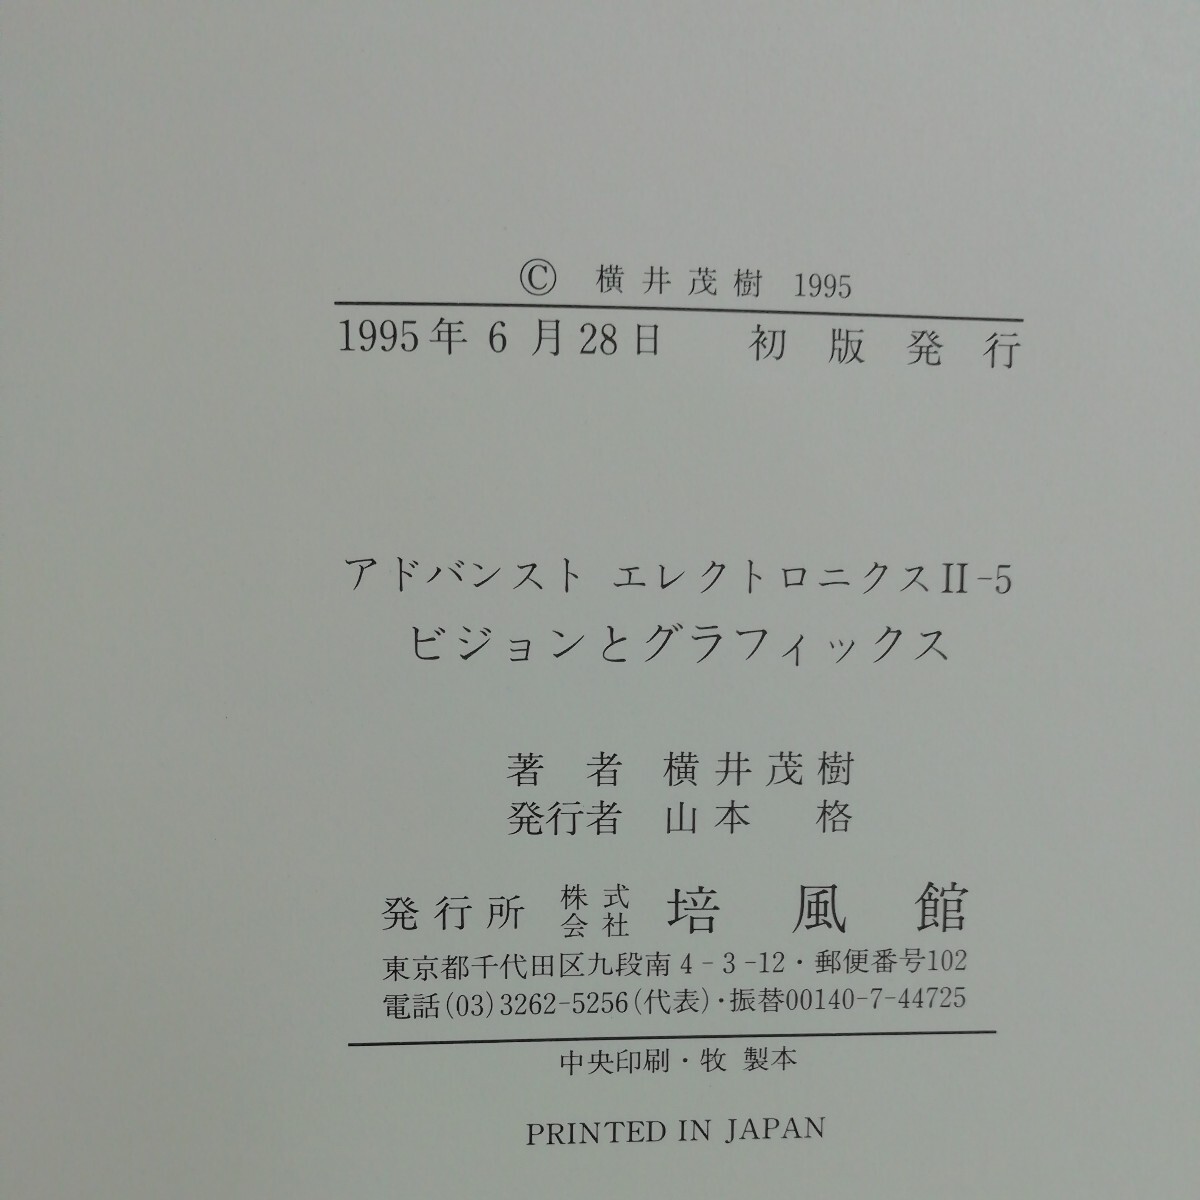 © 横井茂樹 1995
1995年6月28日 初版発行
アドバンスト エレクトロニクスII-5
ビジョンとグラフィックス
著者 横井茂樹
発行者 山本 格
発行所 株式会社 培風館
東京都千代田区九段南4-3-12・郵便番号102
電話(03)3262-5256(代表)・振替00140-7-44725
中央印刷・牧 製本
PRINTED IN JAPAN